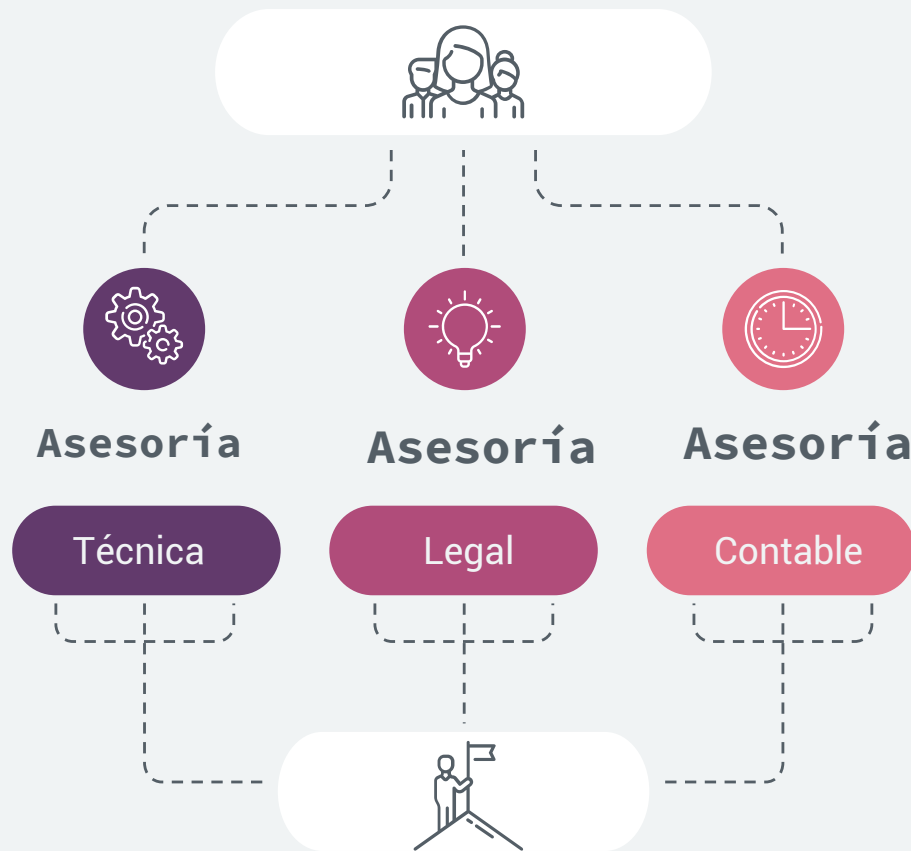 Asesoría
Asesoría
Asesoría
Técnica
Legal
Contable